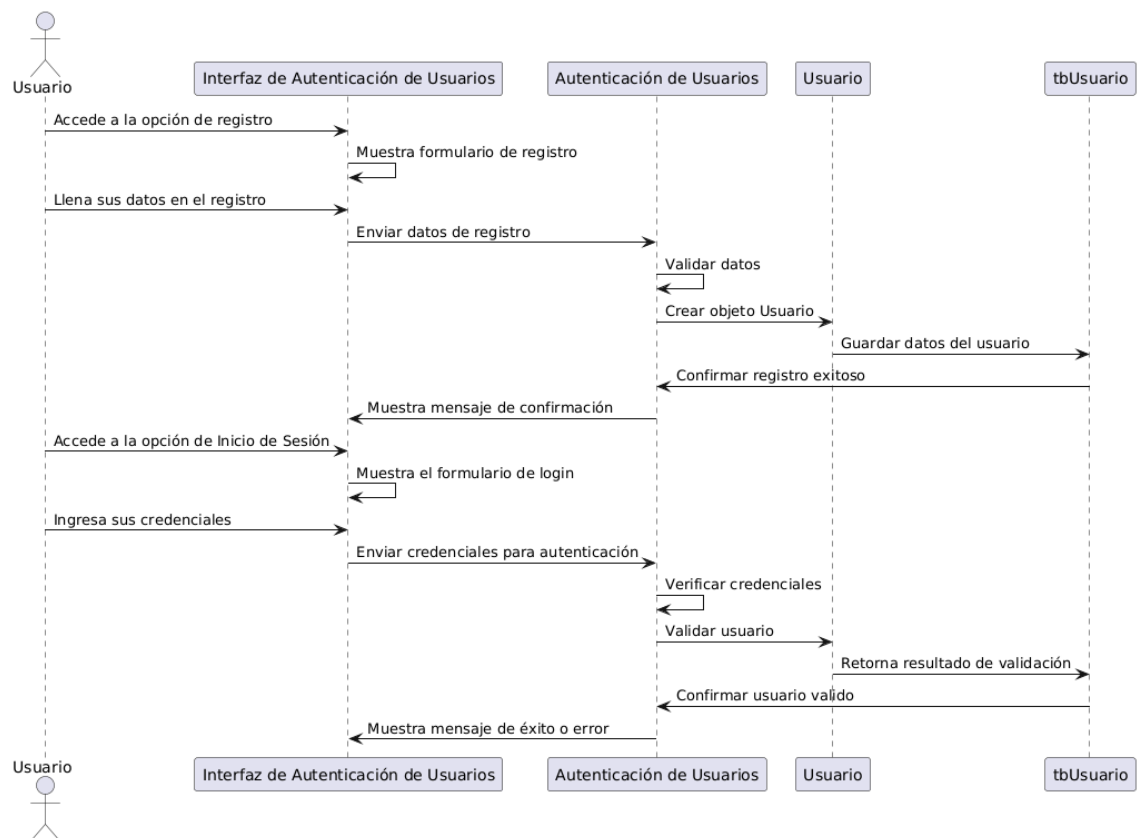 Usuario
Interfaz de Autenticación de Usuarios
Autenticación de Usuarios
Usuario
tbUsuario
Accede a la opción de registro
Muestra formulario de registro
Llena sus datos en el registro
Enviar datos de registro
Validar datos
Crear objeto Usuario
Guardar datos del usuario
Confirmar registro exitoso
Muestra mensaje de confirmación
Accede a la opción de Inicio de Sesión
Muestra el formulario de login
Ingresa sus credenciales
Enviar credenciales para autenticación
Verificar credenciales
Validar usuario
Retorna resultado de validación
Confirmar usuario valido
Muestra mensaje de éxito o error
Usuario
Interfaz de Autenticación de Usuarios
Autenticación de Usuarios
Usuario
tbUsuario